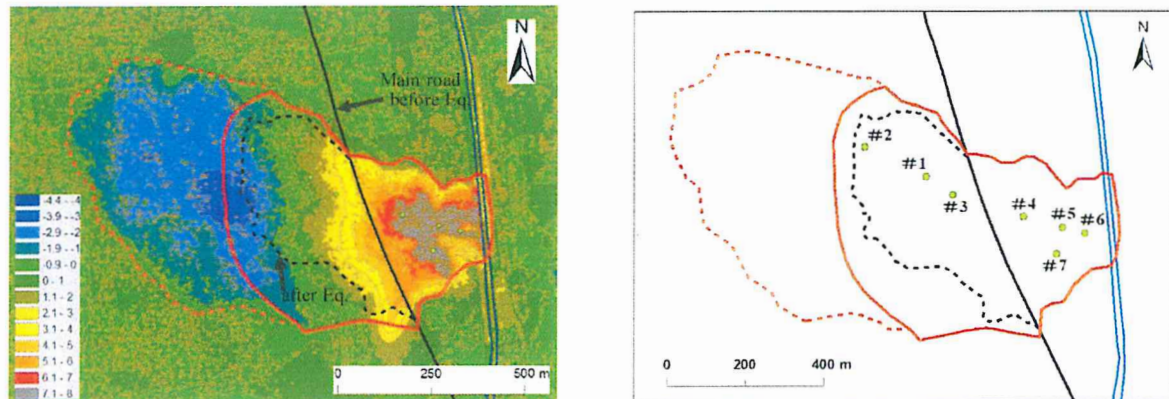 N
Main road
before Eq.
after Eq.
-4.4 - -4
-3.9 - -3
-2.9 - -2
-1.9 - -1
-0.9 - 0
0 - 1
1.1 - 2
2.1 - 3
3.1 - 4
4.1 - 5
5.1 - 6
6.1 - 7
7.1 - 8
0 250 500 m
N
#2
#1
#3
#4
#5
#6
#7
0 200 400 m